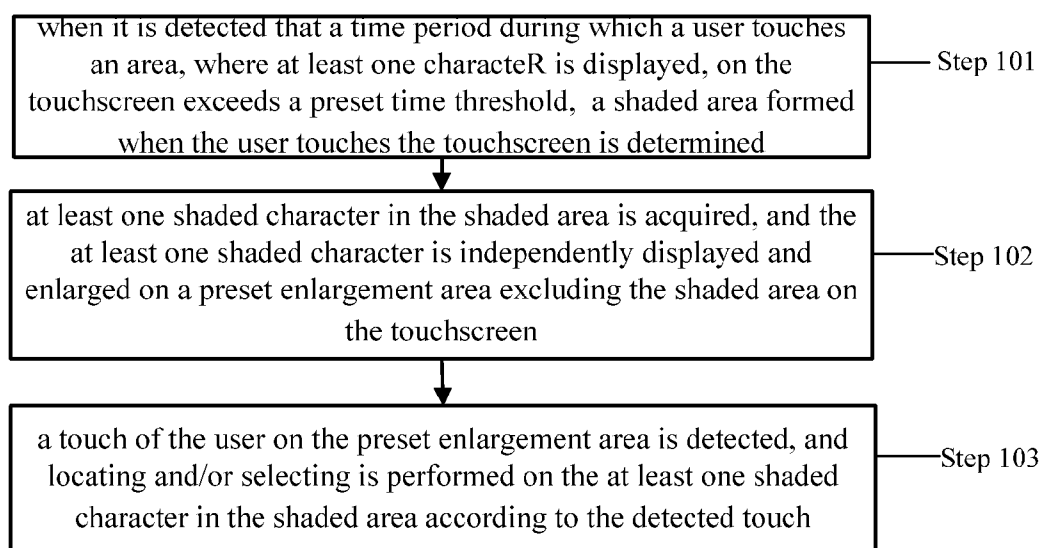 when it is detected that a time period during which a user touches
an area, where at least one characteR is displayed, on the
touchscreen exceeds a preset time threshold, a shaded area formed
when the user touches the touchscreen is determined
Step 101
at least one shaded character in the shaded area is acquired, and the
at least one shaded character is independently displayed and
enlarged on a preset enlargement area excluding the shaded area on
the touchscreen
Step 102
a touch of the user on the preset enlargement area is detected, and
locating and/or selecting is performed on the at least one shaded
character in the shaded area according to the detected touch
Step 103